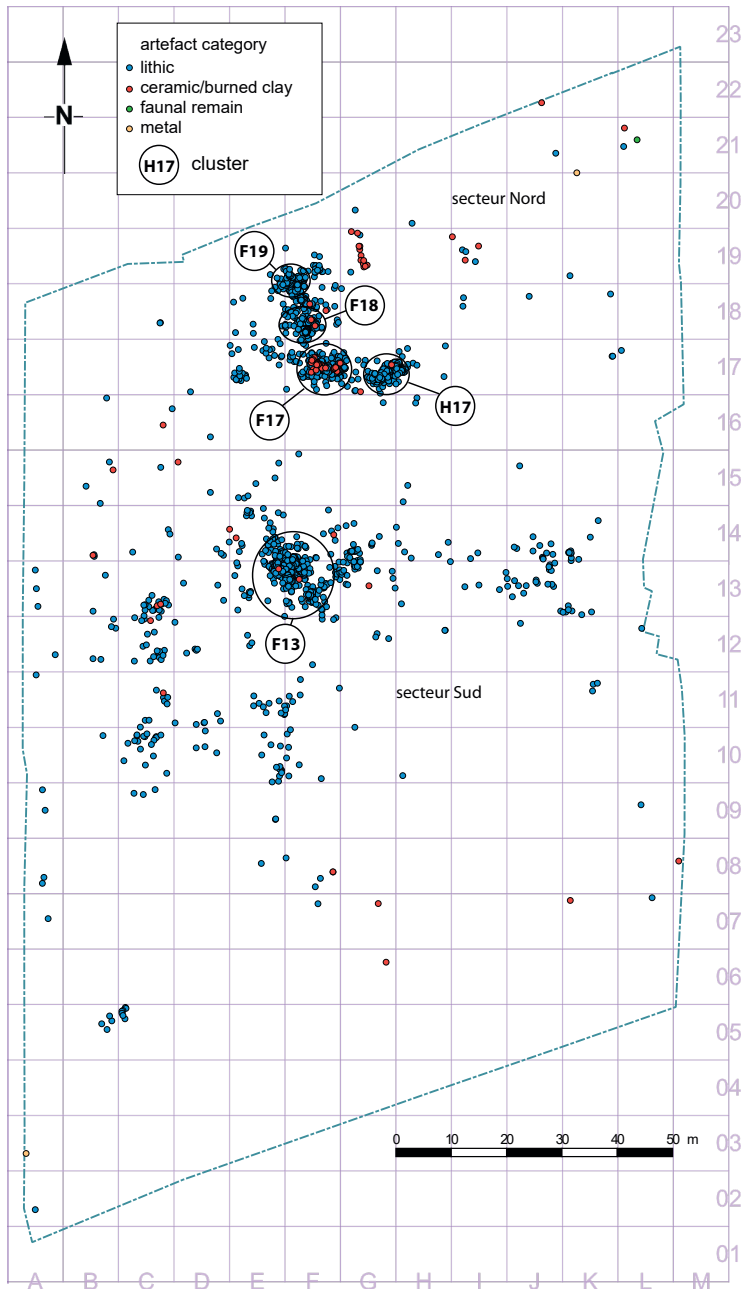 23
artefact category
lithic
ceramic/burned clay
faunal remain
metal
H17 cluster
N
22
21
secteur Nord
20
F19
19
F18
18
17
F17
H17
16
15
14
13
F13
12
secteur Sud
11
10
09
08
07
06
05
04
0 10 20 30 40 50 m
03
02
01
A B C D E F G H I J K L M